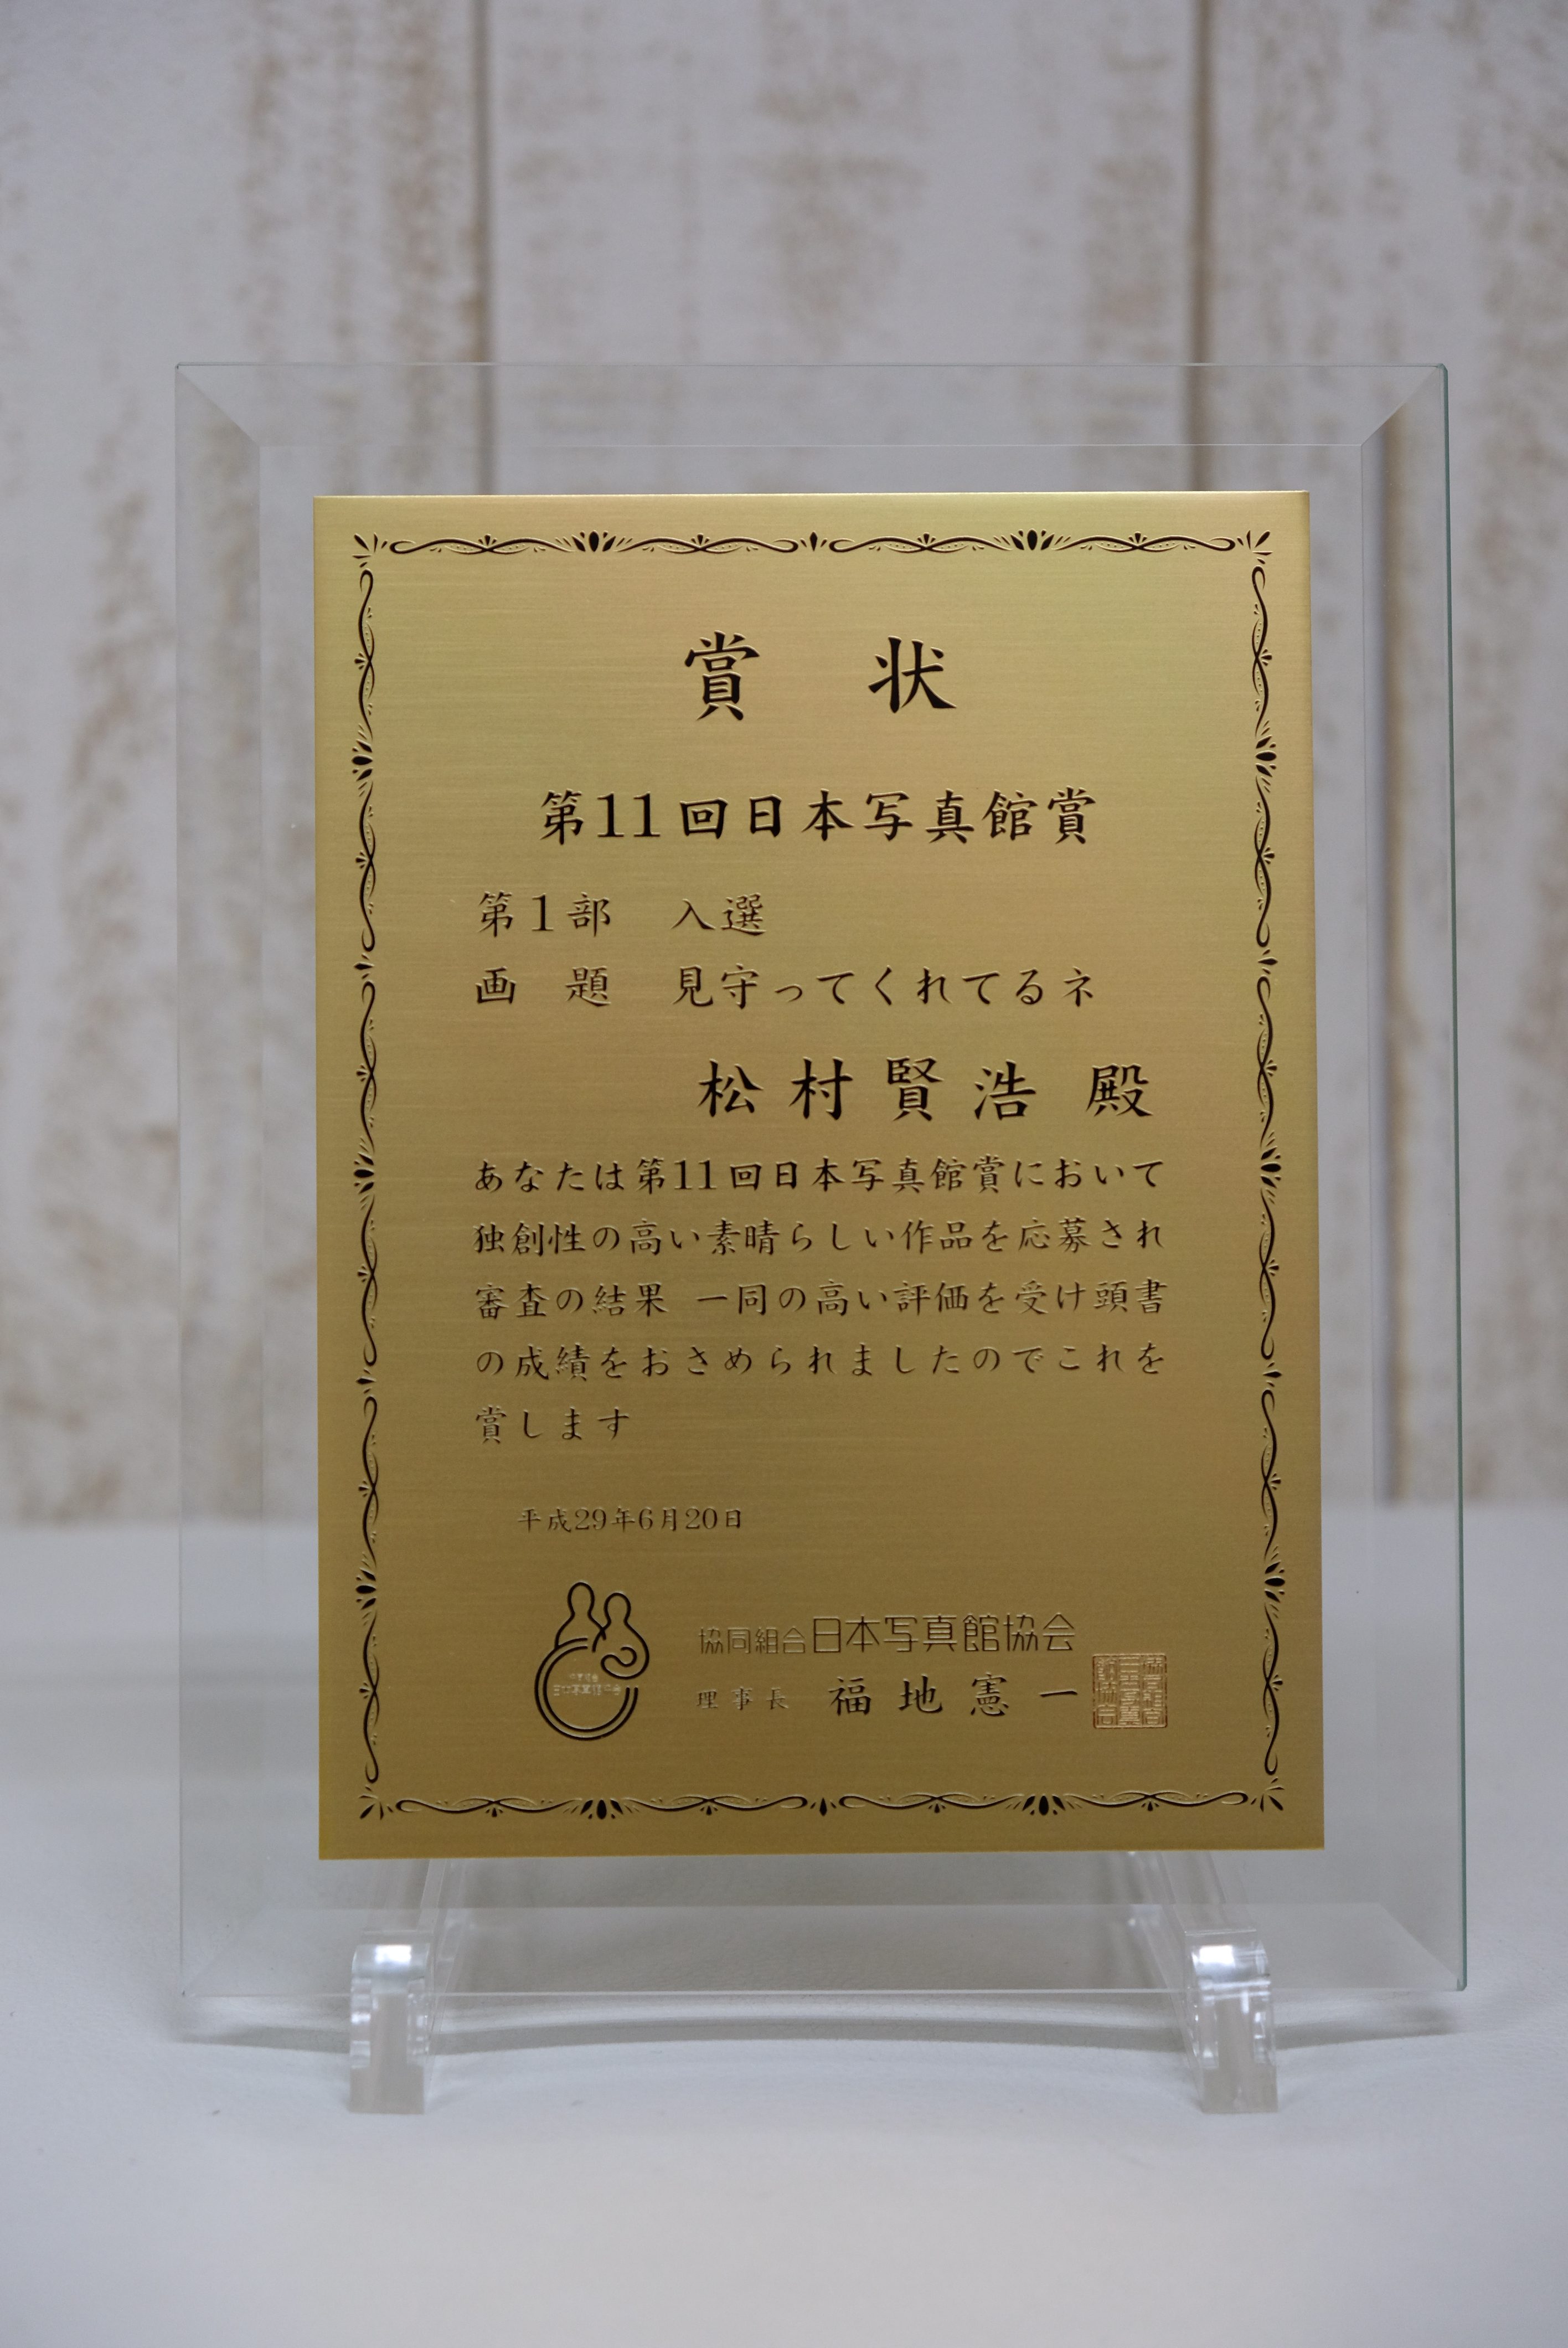 賞 状
第11回日本写真館賞
第1部 入選
画 題 見守ってくれてるネ
松村賢浩 殿
あなたは第11回日本写真館賞において
独創性の高い素晴らしい作品を応募され
審査の結果 一同の高い評価を受け頭書
の成績をおさめられましたのでこれを
賞します
平成29年6月20日
協同組合日本写真館協会
理事長 福地憲一